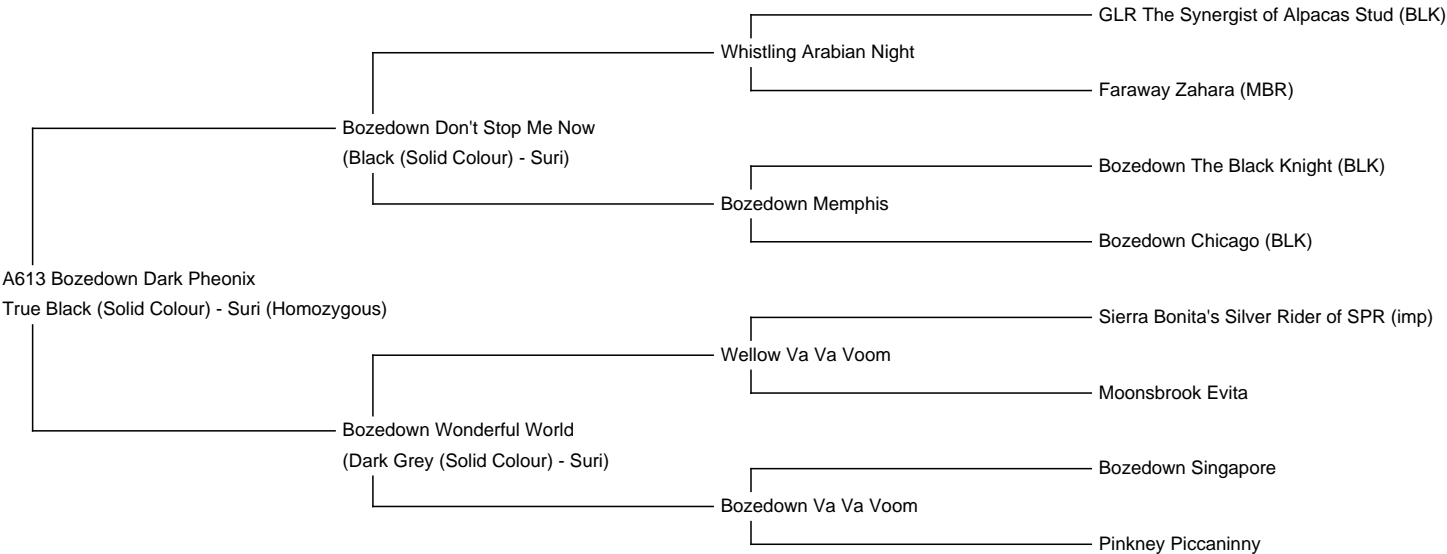 GLR The Synergist of Alpacas Stud (BLK)
Whistling Arabian Night
Faraway Zahara (MBR)
Bozedown Don't Stop Me Now
(Black (Solid Colour) - Suri)
Bozedown The Black Knight (BLK)
Bozedown Memphis
Bozedown Chicago (BLK)
A613 Bozedown Dark Pheonix
True Black (Solid Colour) - Suri (Homozygous)
Sierra Bonita's Silver Rider of SPR (imp)
Wellow Va Va Voom
Moonsbrook Evita
Bozedown Wonderful World
(Dark Grey (Solid Colour) - Suri)
Bozedown Singapore
Bozedown Va Va Voom
Pinkney Piccaninny